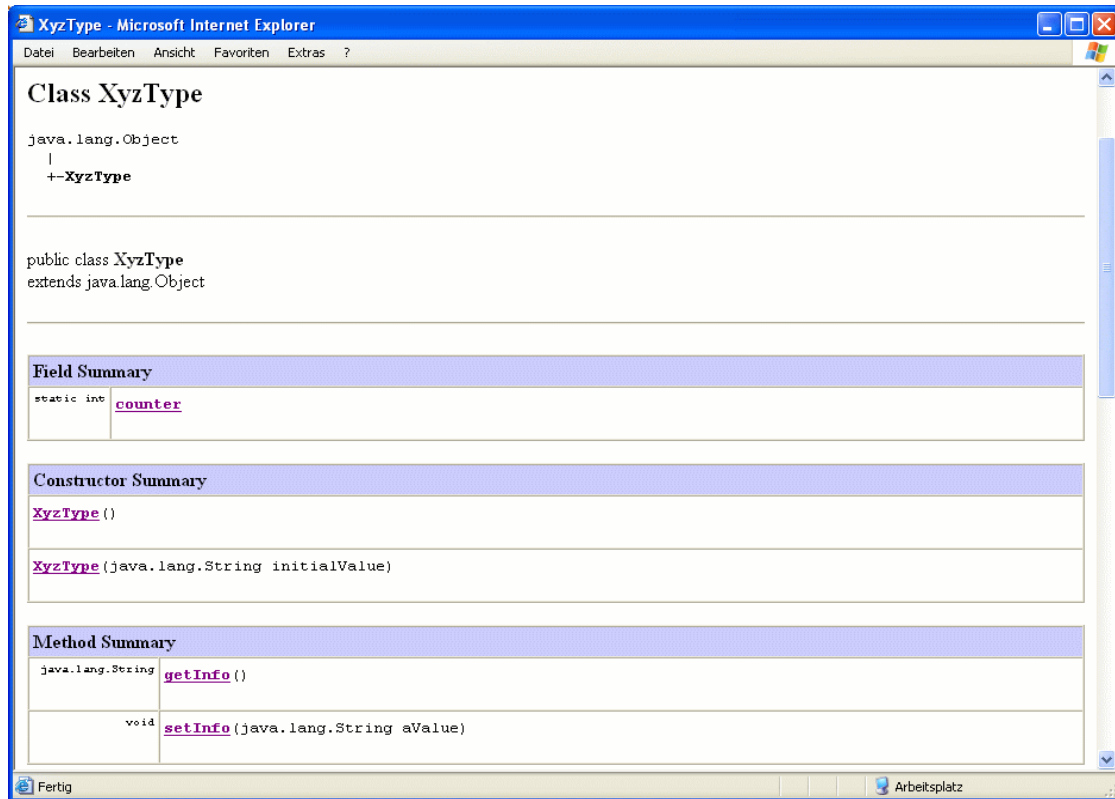 XyzType - Microsoft Internet Explorer
Datei Bearbeiten Ansicht Favoriten Extras ?
Class XyzType
java.lang.Object
|
+-XyzType
public class XyzType
extends java.lang.Object
Field Summary
static int counter
Constructor Summary
XyzType()
XyzType(java.lang.String initialValue)
Method Summary
java.lang.String getInfo()
void setInfo(java.lang.String aValue)
Fertig Arbeitsplatz